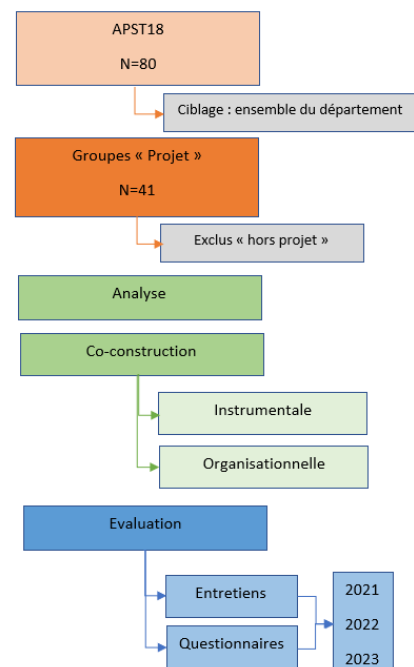 APST18
N=80
Ciblage : ensemble du département
Groupes « Projet »
N=41
Exclus « hors projet »
Analyse
Co-construction
Instrumentale
Organisationnelle
Evaluation
Entretiens
Questionnaires
2021
2022
2023